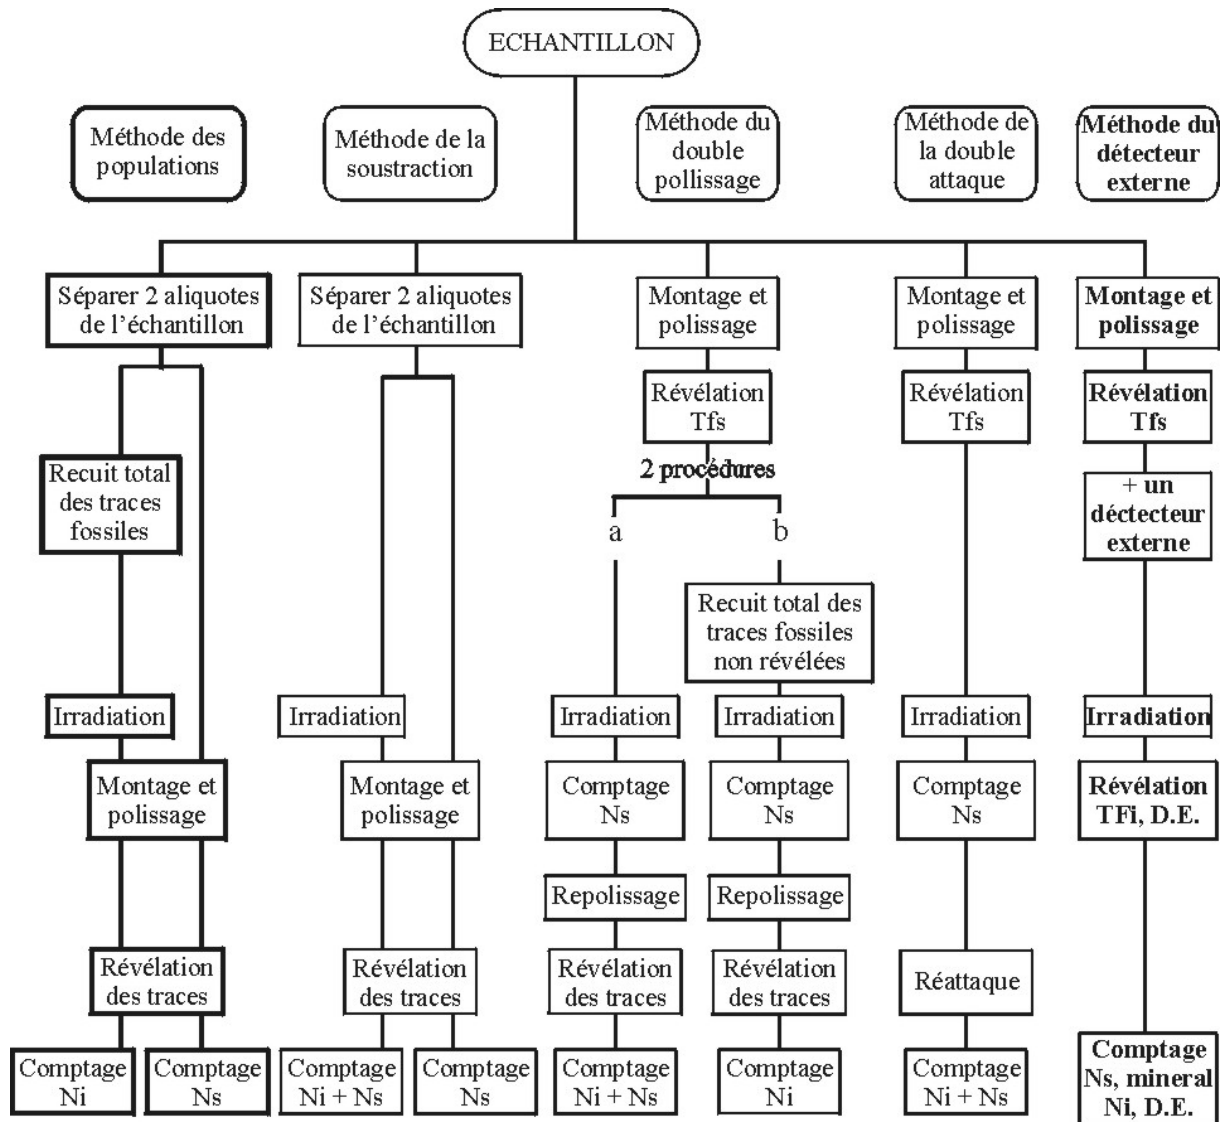 ECHANTILLON
Méthode des
populations
Méthode de la
soustraction
Méthode du
double
pollissage
Méthode de
la double
attaque
Méthode du
détecteur
externe
Séparer 2 aliquotes
de l'échantillon
Séparer 2 aliquotes
de l'échantillon
Montage et
polissage
Montage et
polissage
Montage et
polissage
Révélation
Tfs
Révélation
Tfs
Révélation
Tfs
Recuit total
des traces
fossiles
2 procédures
a
b
+ un
déctecteur
externe
Recuit total des
traces fossiles
non révélées
Irradiation
Irradiation
Irradiation
Irradiation
Irradiation
Irradiation
Montage et
polissage
Montage et
polissage
Comptage
Ns
Comptage
Ns
Comptage
Ns
Révélation
TFi, D.E.
Repolissage
Repolissage
Révélation
des traces
Révélation
des traces
Révélation
des traces
Révélation
des traces
Réattaque
Comptage
Ni
Comptage
Ns
Comptage
Ni + Ns
Comptage
Ns
Comptage
Ni + Ns
Comptage
Ni
Comptage
Ni + Ns
Comptage
Ns, mineral
Ni, D.E.